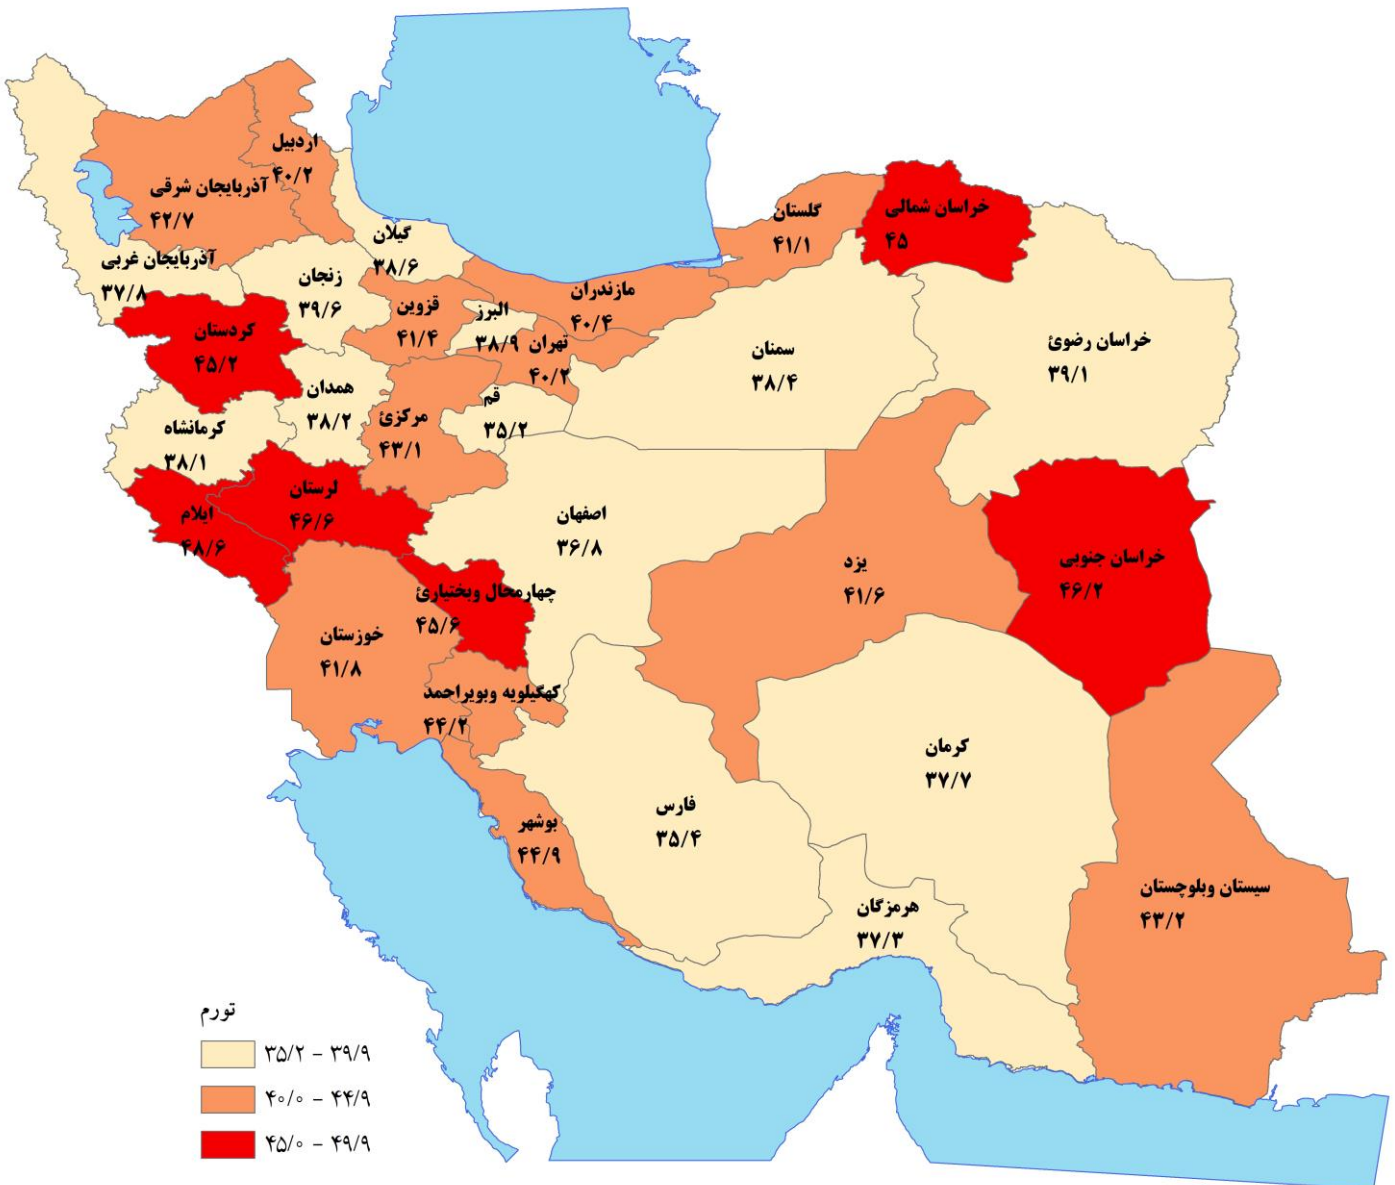 اردبیل
۴۰/۲
آذربایجان شرقی
۴۲/۷
گلستان
۴۱/۱
خراسان شمالی
۴۵
گیلان
۳۸/۶
آذربایجان غربی
۳۷/۸
زنجان
۳۹/۶
مازندران
۴۰/۴
قزوین
۴۱/۴
البرز
۳۸/۹
تهران
۴۰/۲
کردستان
۴۵/۲
سمنان
۳۸/۴
خراسان رضوئ
۳۹/۱
همدان
۳۸/۲
قم
۳۵/۲
مرکزئ
۴۳/۱
کرمانشاه
۳۸/۱
لرستان
۴۶/۶
ایلام
۴۸/۶
اصفهان
۳۶/۸
یزد
۴۱/۶
خراسان جنوبی
۴۶/۲
چهارمحال وبختیارئ
۴۵/۶
خوزستان
۴۱/۸
کهگیلویه وبویراحمد
۴۴/۲
کرمان
۳۷/۷
فارس
۳۵/۴
بوشهر
۴۴/۹
سیستان وبلوچستان
۴۳/۲
هرمزگان
۳۷/۳
تورم
۳۵/۲ - ۳۹/۹
۴۰/۰ - ۴۴/۹
۴۵/۰ - ۴۹/۹